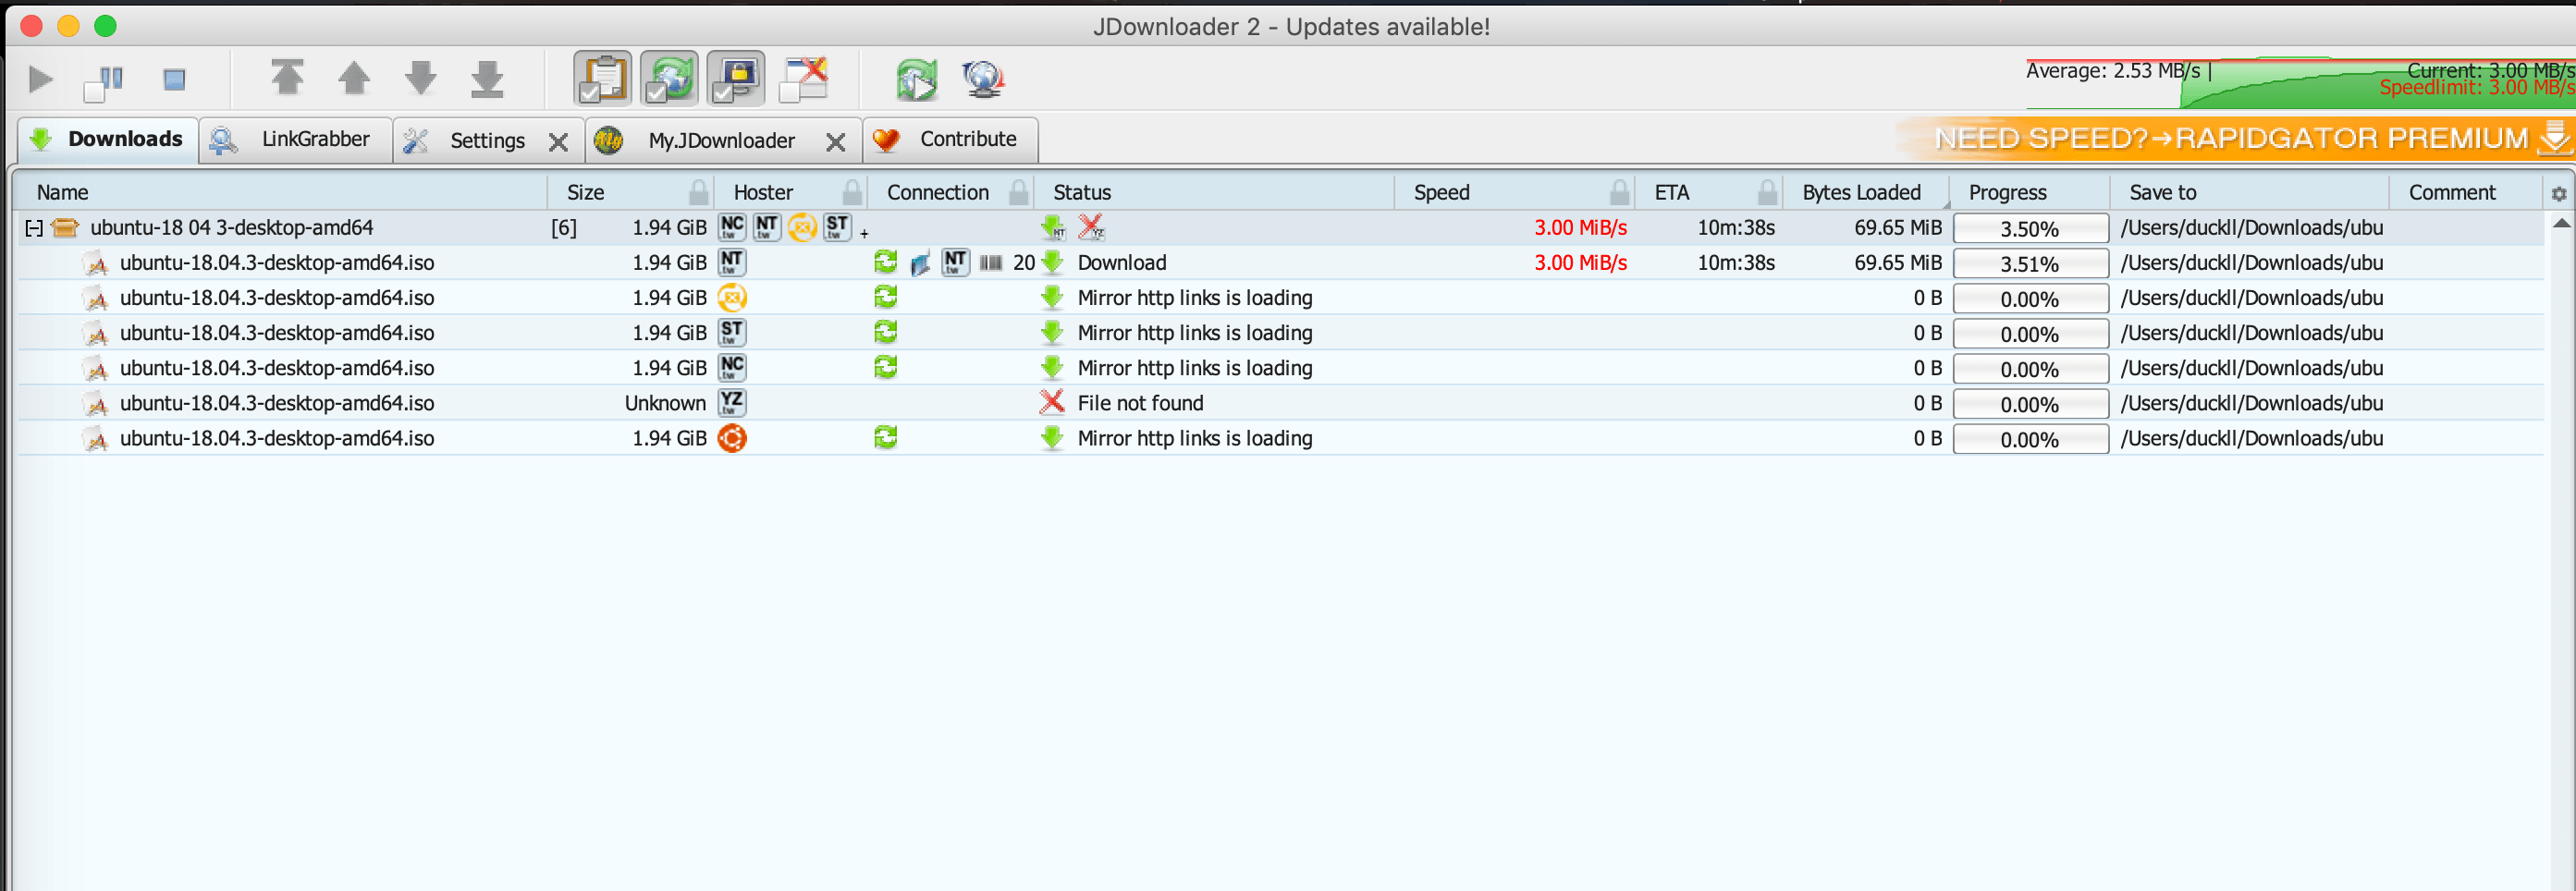 JDownloader 2 - Updates available!
Average: 2.53 MB/s | Current: 3.00 MB/s
Speedlimit: 3.00 MB/s
Downloads LinkGrabber Settings My.JDownloader Contribute NEED SPEED?→RAPIDGATOR PREMIUM
Name Size Hoster Connection Status Speed ETA Bytes Loaded Progress Save to Comment
[-] ubuntu-18 04 3-desktop-amd64 [6] 1.94 GiB NC .tw NT .tw ST .tw + NT YZ 3.00 MiB/s 10m:38s 69.65 MiB 3.50% /Users/duckll/Downloads/ubu
ubuntu-18.04.3-desktop-amd64.iso 1.94 GiB NT .tw NT .tw 20 Download 3.00 MiB/s 10m:38s 69.65 MiB 3.51% /Users/duckll/Downloads/ubu
ubuntu-18.04.3-desktop-amd64.iso 1.94 GiB Mirror http links is loading 0 B 0.00% /Users/duckll/Downloads/ubu
ubuntu-18.04.3-desktop-amd64.iso 1.94 GiB ST .tw Mirror http links is loading 0 B 0.00% /Users/duckll/Downloads/ubu
ubuntu-18.04.3-desktop-amd64.iso 1.94 GiB NC .tw Mirror http links is loading 0 B 0.00% /Users/duckll/Downloads/ubu
ubuntu-18.04.3-desktop-amd64.iso Unknown YZ .tw File not found 0 B 0.00% /Users/duckll/Downloads/ubu
ubuntu-18.04.3-desktop-amd64.iso 1.94 GiB Mirror http links is loading 0 B 0.00% /Users/duckll/Downloads/ubu